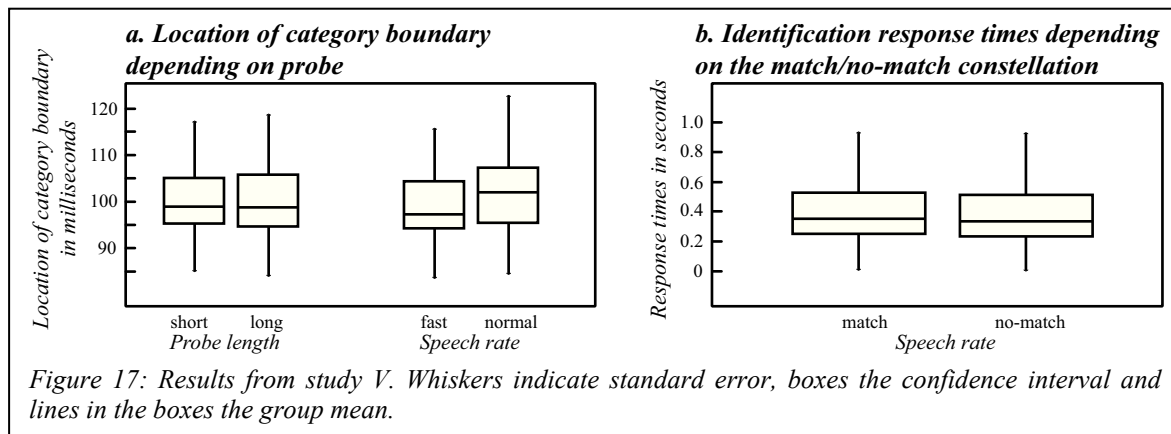 a. Location of category boundary
depending on probe
Location of category boundary
in milliseconds
120
110
100
90
short
long
Probe length
fast
normal
Speech rate
b. Identification response times depending
on the match/no-match constellation
Response times in seconds
1.0
0.8
0.6
0.4
0.2
0
match
no-match
Speech rate
Figure 17: Results from study V. Whiskers indicate standard error, boxes the confidence interval and
lines in the boxes the group mean.